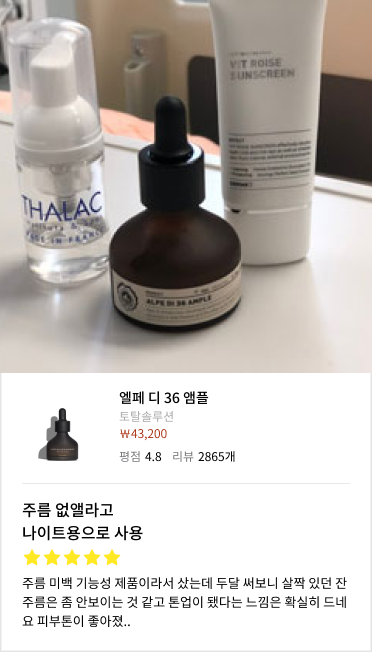 VIT ROISE
SUNSCREEN
THALAC
MADE IN FRANCE
ALPE DI 36 AMPLE
엘페 디 36 앰플
토탈솔루션
₩43,200
평점 4.8 리뷰 2865개
주름 없앨라고
나이트용으로 사용
주름 미백 기능성 제품이라서 샀는데 두달 써보니 살짝 있던 잔
주름은 좀 안보이는 것 같고 톤업이 됐다는 느낌은 확실히 드네
요 피부톤이 좋아졌..